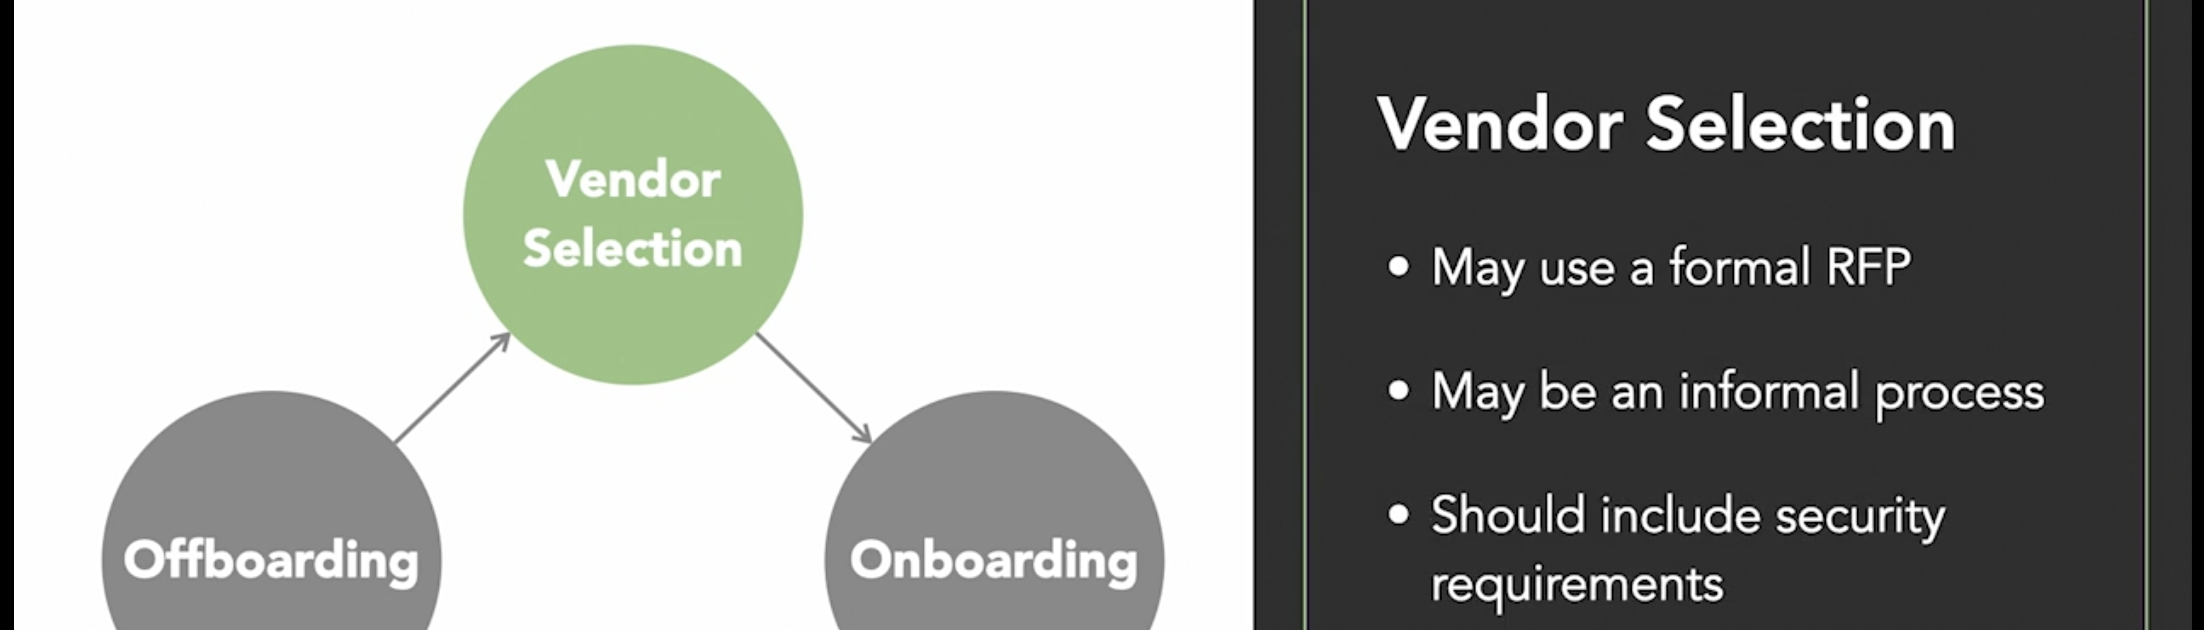 Vendor
Selection
Offboarding
Onboarding
Vendor Selection
• May use a formal RFP
• May be an informal process
• Should include security
requirements